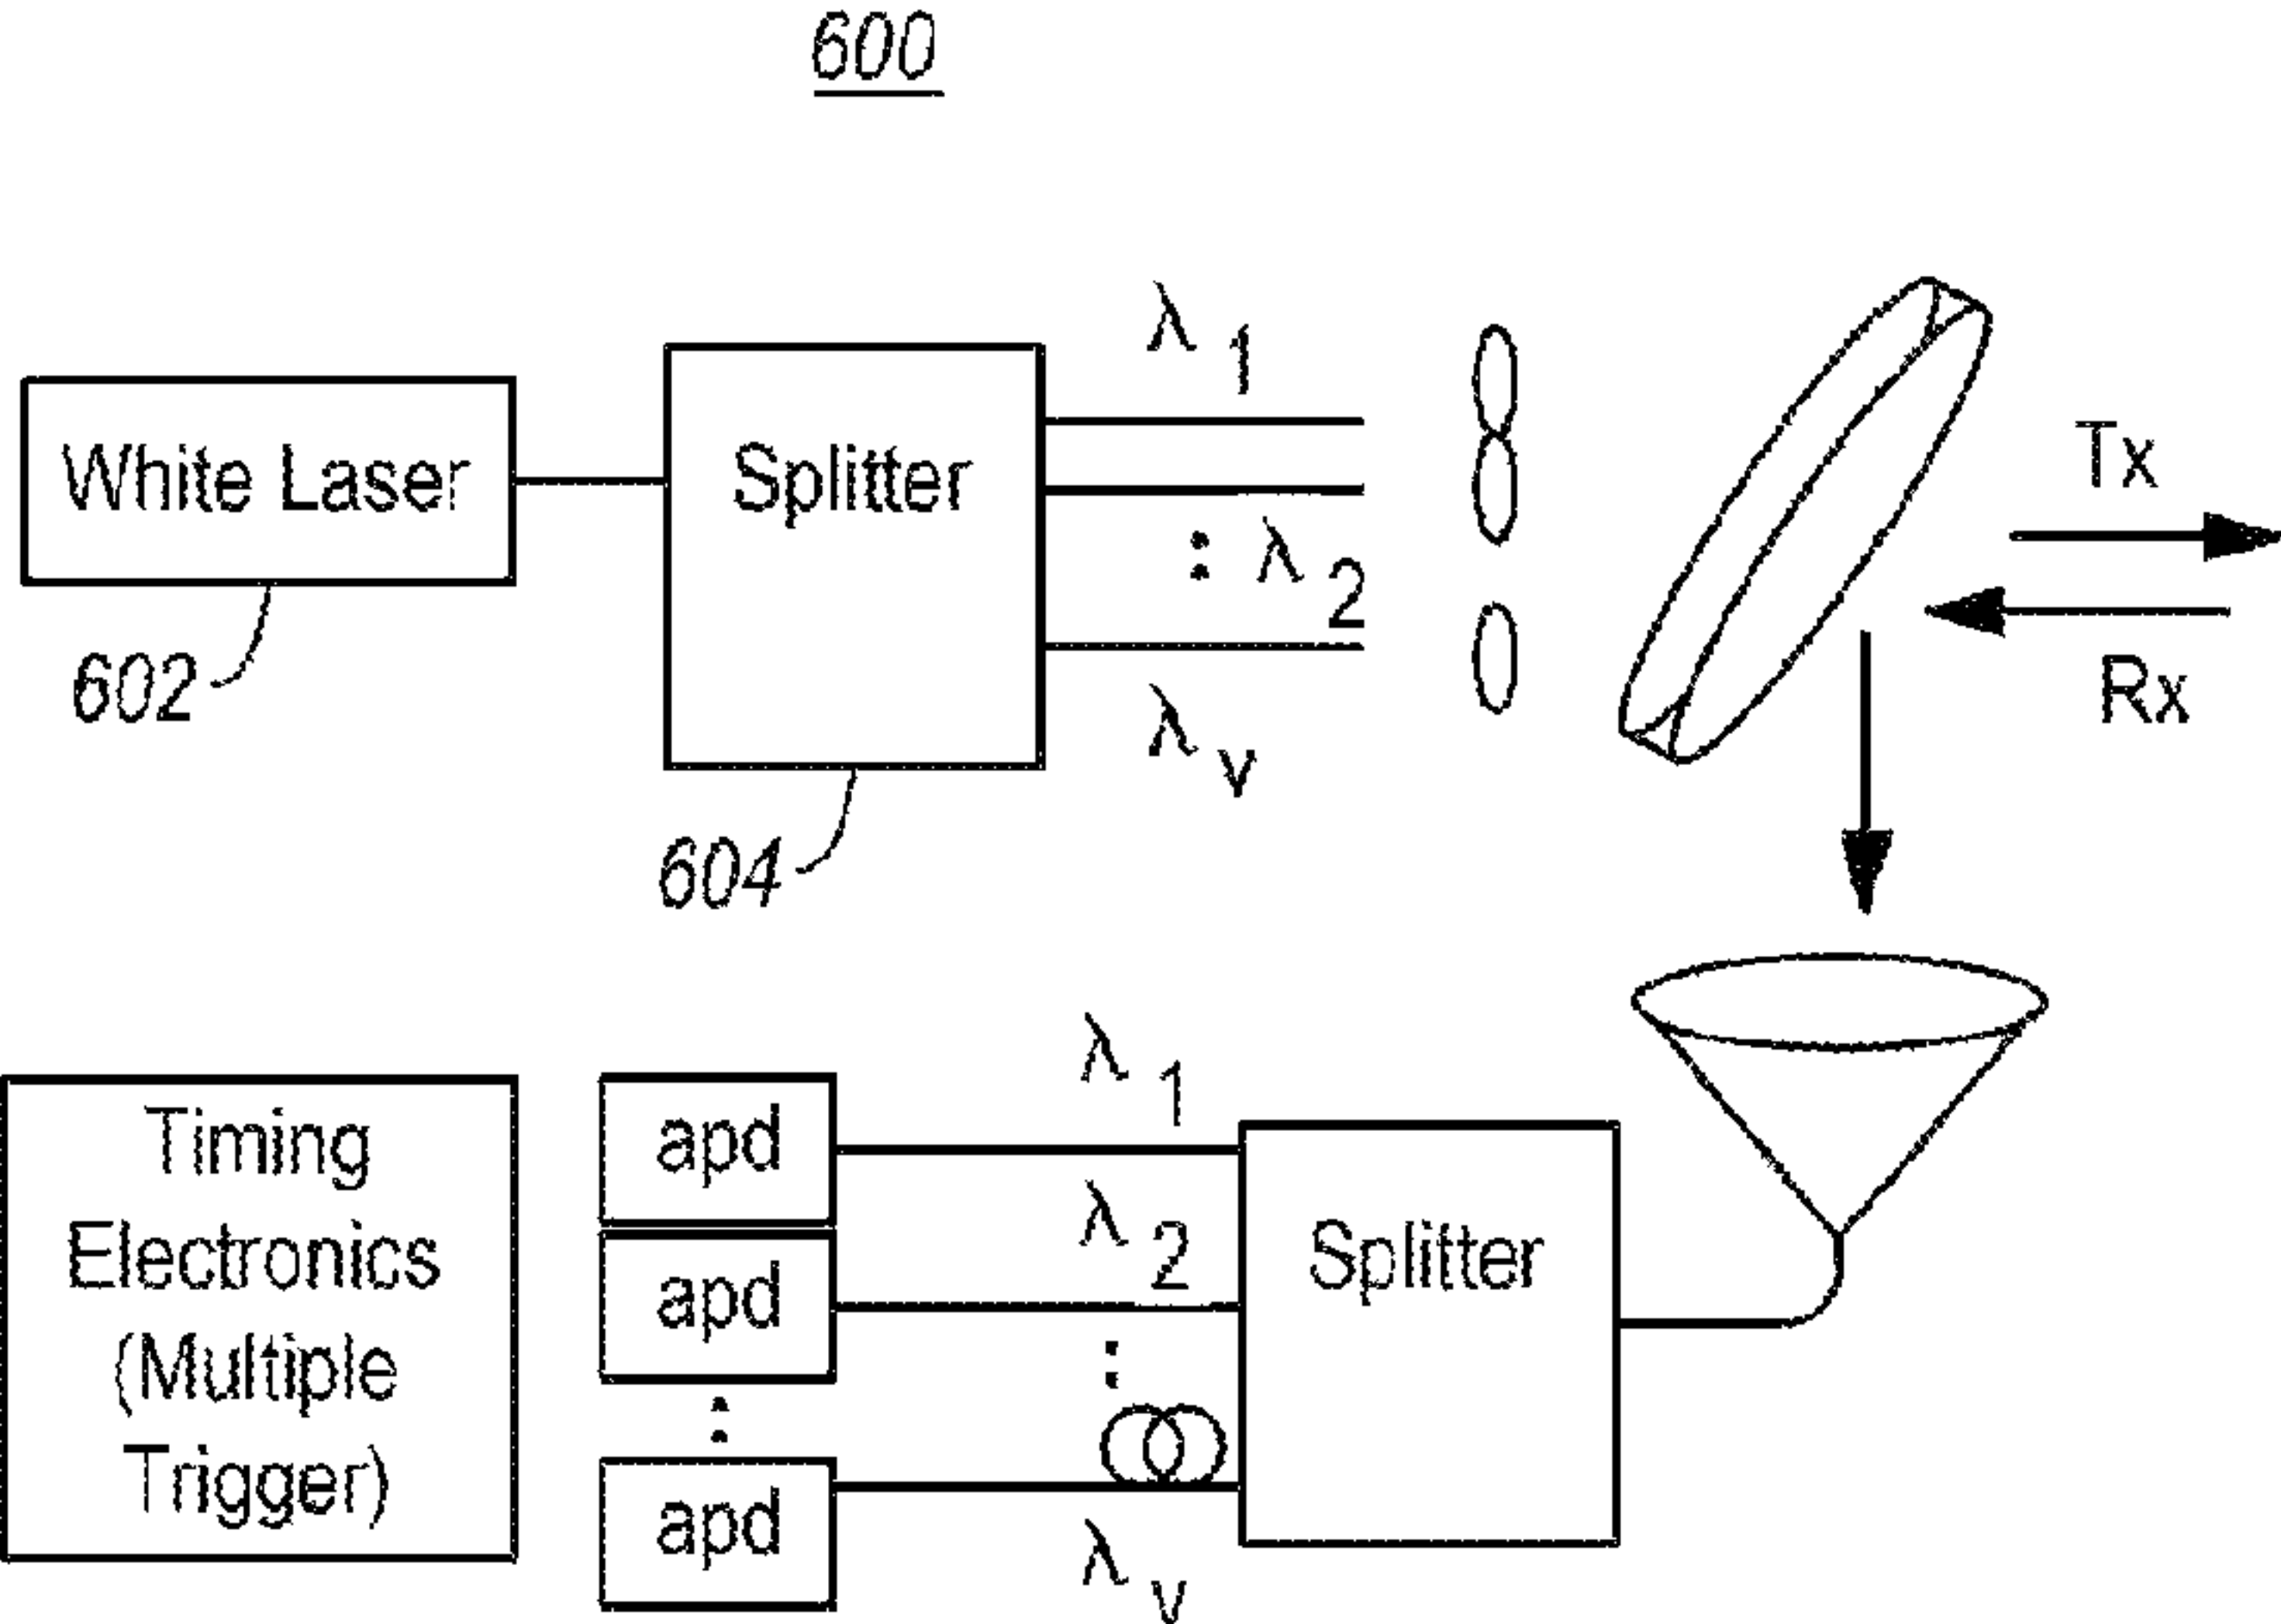 600
λ 1
White Laser
Splitter
Tx
λ 2
602
Rx
λ v
604
λ 1
Timing
Electronics
(Multiple
Trigger)
apd
λ 2
apd
Splitter
apd
λ v